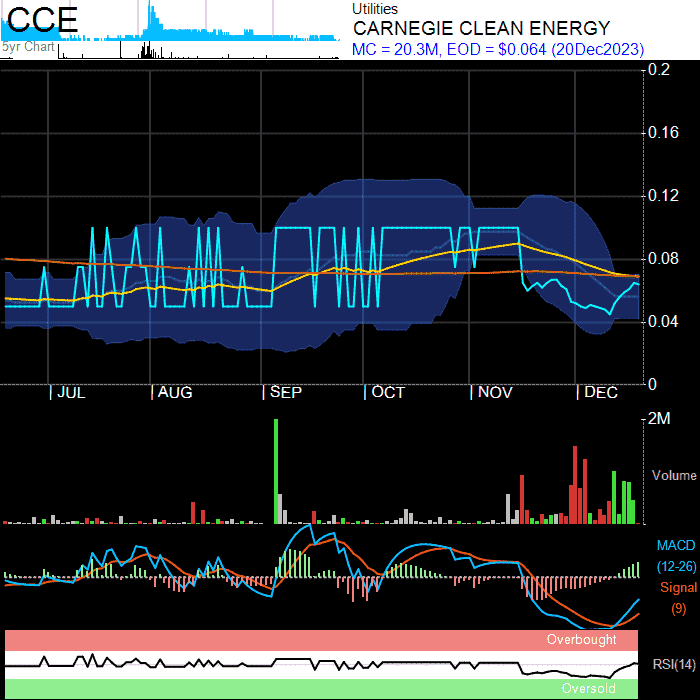 CCE
5yr Chart
Utilities
CARNEGIE CLEAN ENERGY
MC = 20.3M, EOD = $0.064 (20Dec2023)
0.2
0.16
0.12
0.08
0.04
0
JUL AUG SEP OCT NOV DEC
2M
Volume
MACD
(12-26)
Signal
(9)
Overbought
RSI(14)
Oversold